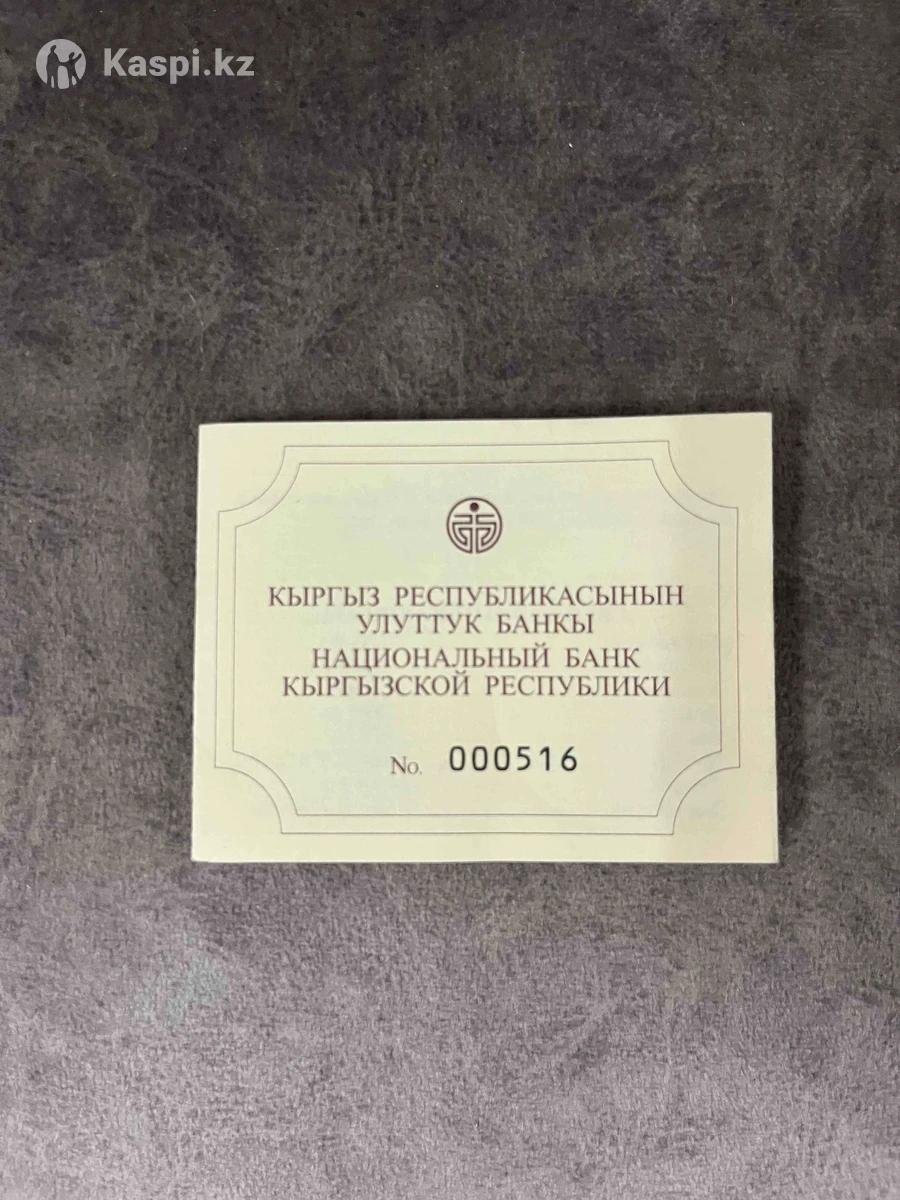 Kaspi.kz
КЫРГЫЗ РЕСПУБЛИКАСЫНЫН
УЛУТТУК БАНКЫ
НАЦИОНАЛЬНЫЙ БАНК
КЫРГЫЗСКОЙ РЕСПУБЛИКИ
No. 000516